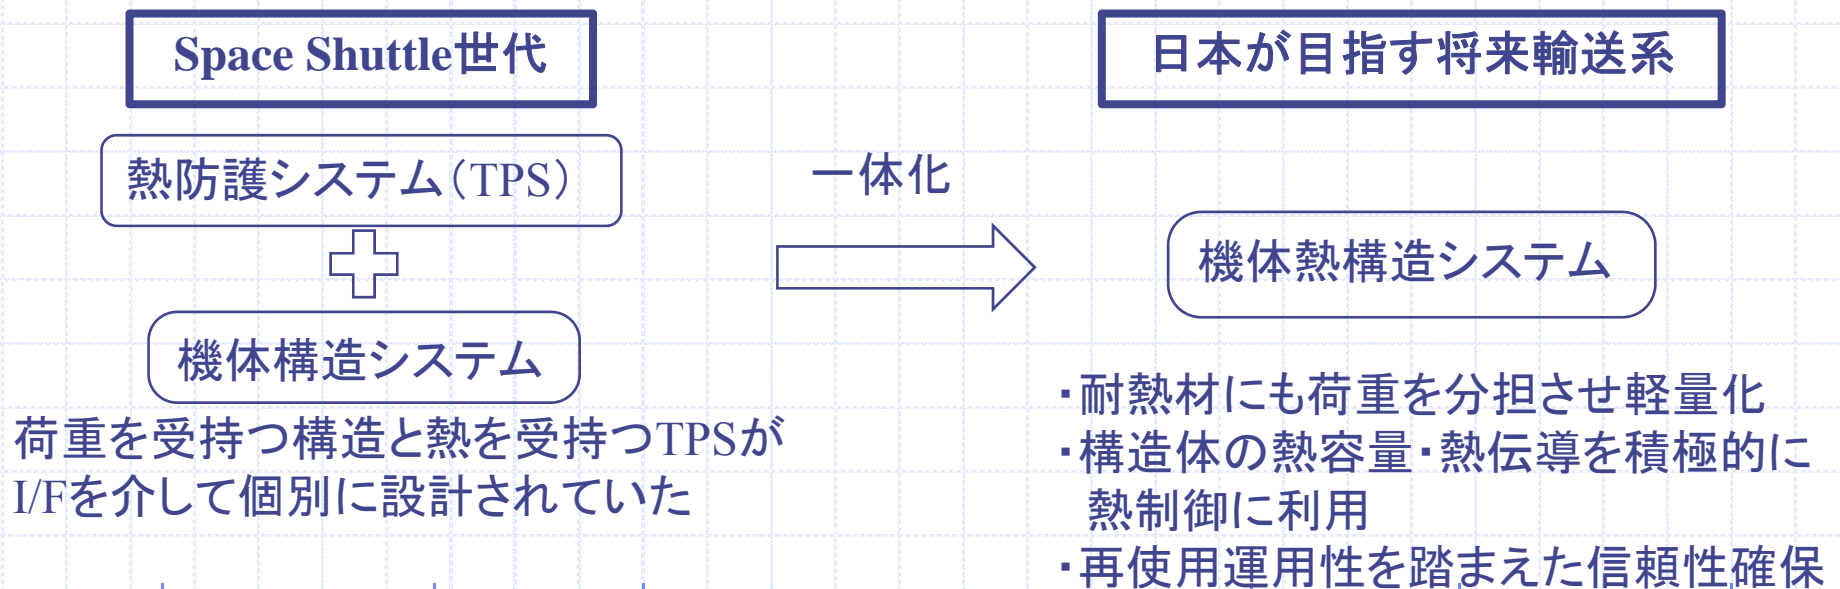 Space Shuttle世代
熱防護システム(TPS)
機体構造システム
荷重を受持つ構造と熱を受持つTPSが
I/Fを介して個別に設計されていた
一体化
日本が目指す将来輸送系
機体熱構造システム
・耐熱材にも荷重を分担させ軽量化
・構造体の熱容量・熱伝導を積極的に
熱制御に利用
・再使用運用性を踏まえた信頼性確保